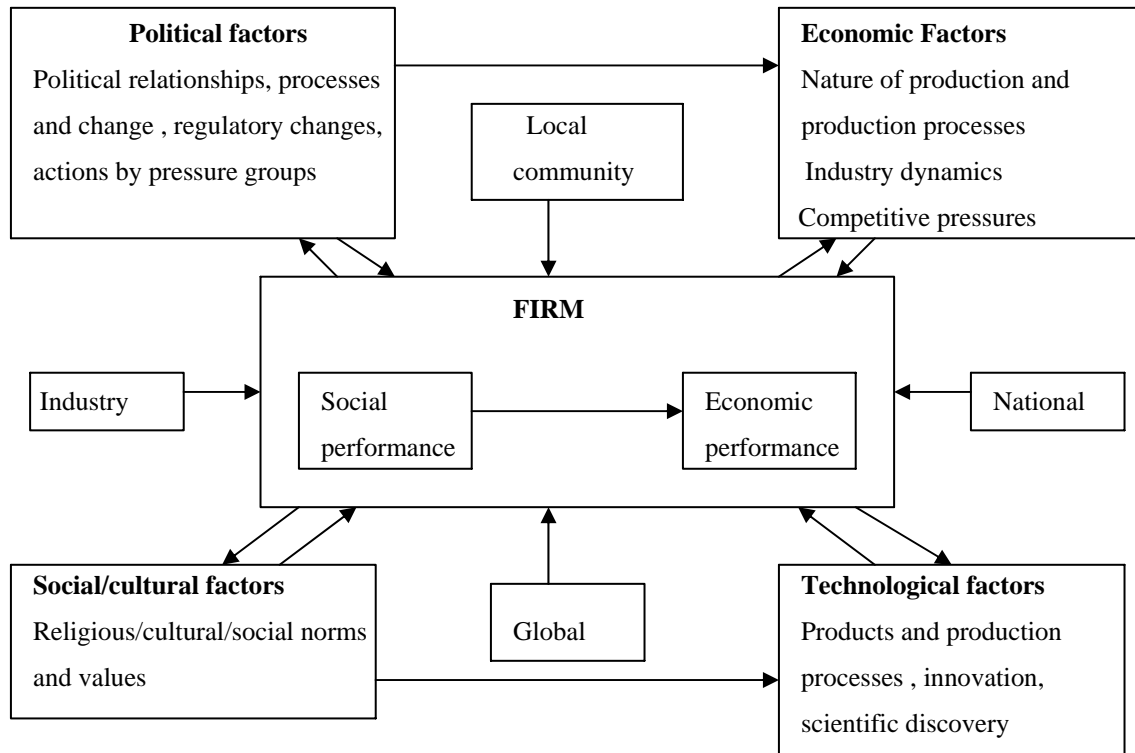 Political factors
Political relationships, processes
and change , regulatory changes,
actions by pressure groups
Economic Factors
Nature of production and
production processes
Industry dynamics
Competitive pressures
Local
community
FIRM
Industry
Social
performance
Economic
performance
National
Social/cultural factors
Religious/cultural/social norms
and values
Global
Technological factors
Products and production
processes , innovation,
scientific discovery